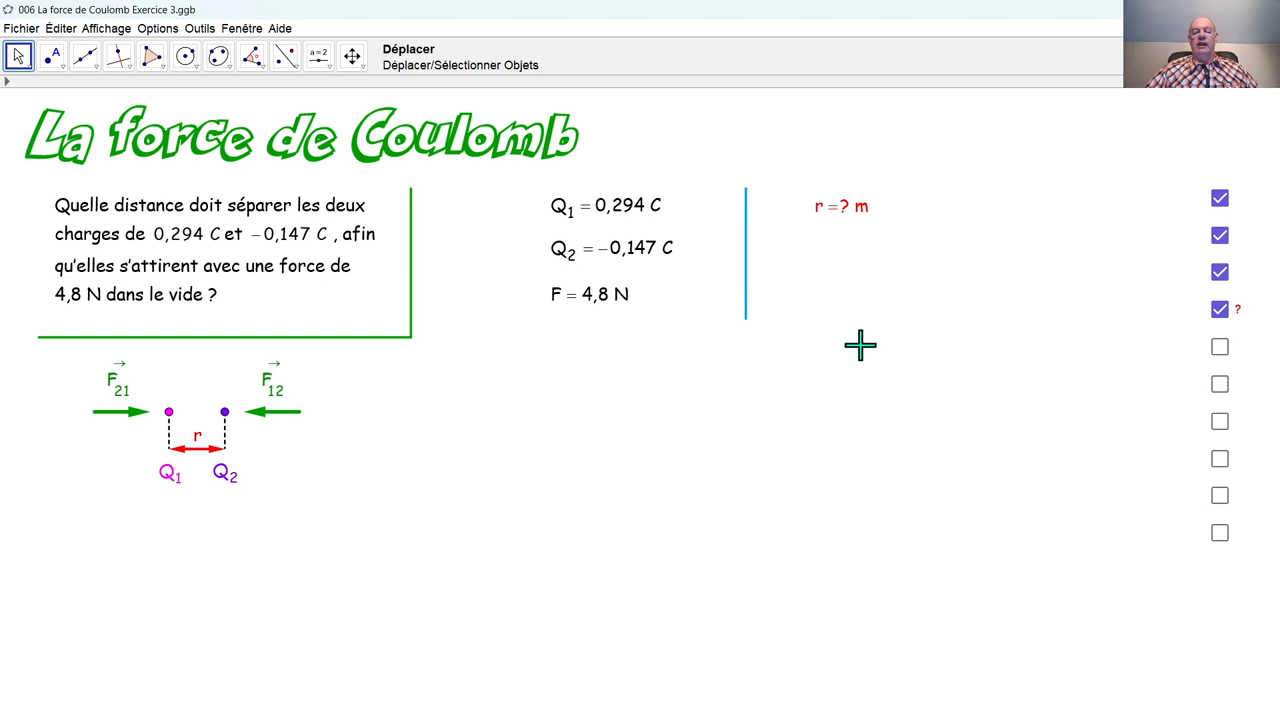 006 La force de Coulomb Exercice 3.ggb
Fichier Éditer Affichage Options Outils Fenêtre Aide
A
a=2
Déplacer
Déplacer/Sélectionner Objets
La force de Coulomb
Quelle distance doit séparer les deux
charges de 0,294 C et −0,147 C , afin
qu'elles s'attirent avec une force de
4,8 N dans le vide ?
Q₁ = 0,294 C
Q₂ = −0,147 C
F = 4,8 N
r = ? m
?
F₂₁
F₁₂
r
Q₁
Q₂